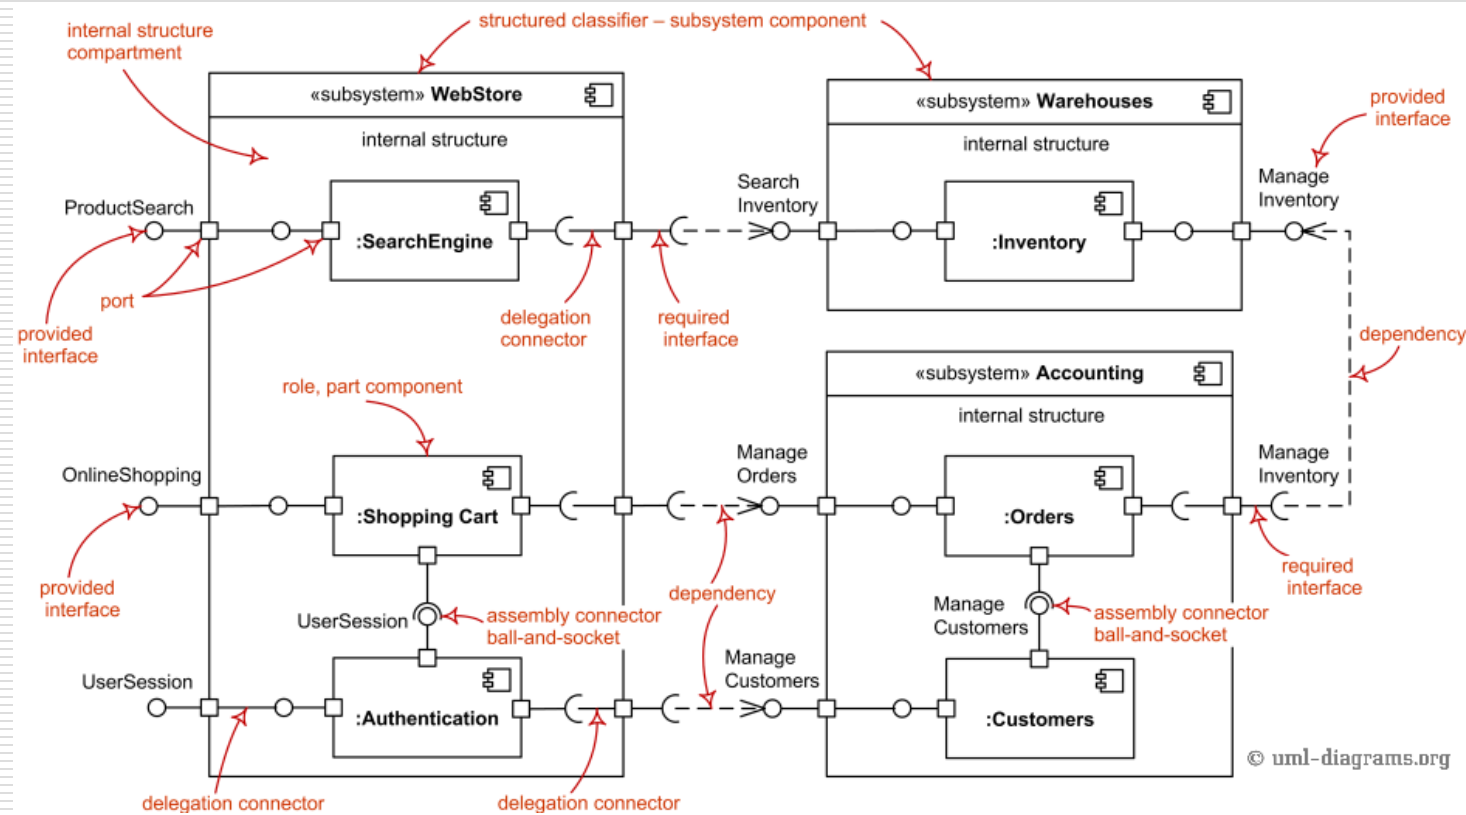 structured classifier – subsystem component
internal structure
compartment
«subsystem» WebStore
internal structure
«subsystem» Warehouses
internal structure
provided
interface
ProductSearch
:SearchEngine
Search
Inventory
:Inventory
Manage
Inventory
port
provided
interface
delegation
connector
required
interface
dependency
role, part component
«subsystem» Accounting
internal structure
OnlineShopping
:Shopping Cart
Manage
Orders
:Orders
Manage
Inventory
provided
interface
dependency
required
interface
UserSession
assembly connector
ball-and-socket
Manage
Customers
assembly connector
ball-and-socket
UserSession
:Authentication
Manage
Customers
:Customers
© uml-diagrams.org
delegation connector
delegation connector